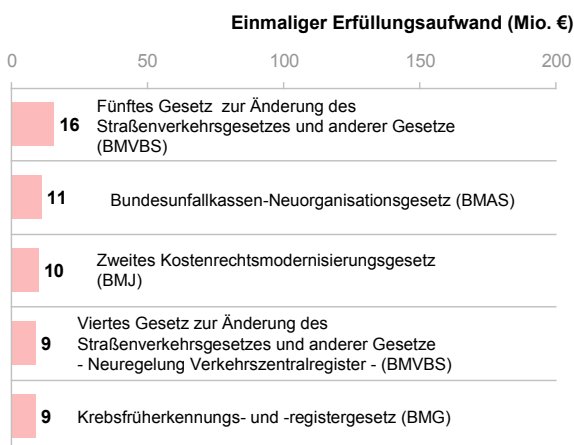 Einmaliger Erfüllungsaufwand (Mio. €)
0 50 100 150 200
Fünftes Gesetz zur Änderung des
16 Straßenverkehrsgesetzes und anderer Gesetze
(BMVBS)
11 Bundesunfallkassen-Neuorganisationsgesetz (BMAS)
Zweites Kostenrechtsmodernisierungsgesetz
10 (BMJ)
Viertes Gesetz zur Änderung des
9 Straßenverkehrsgesetzes und anderer Gesetze
- Neuregelung Verkehrszentralregister - (BMVBS)
9 Krebsfrüherkennungs- und -registergesetz (BMG)